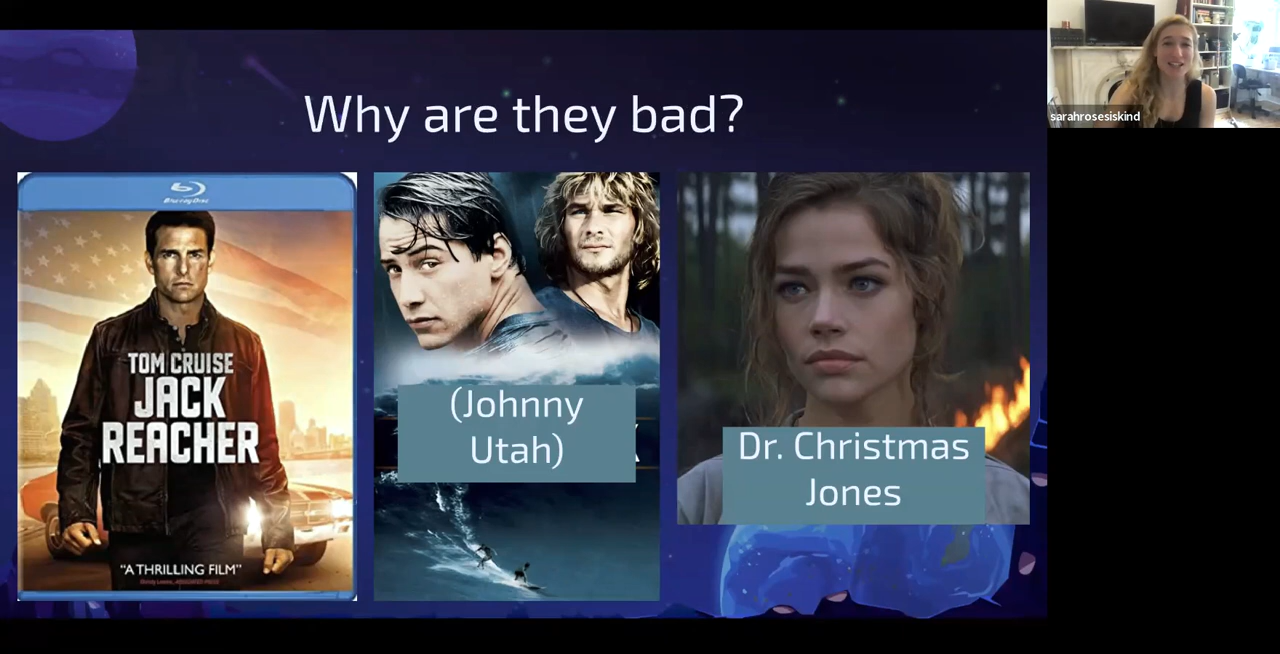 Why are they bad?
sarahrosesiskind
Blu-ray Disc
TOM CRUISE
JACK
REACHER
"A THRILLING FILM"
(Johnny
Utah)
K
Dr. Christmas
Jones